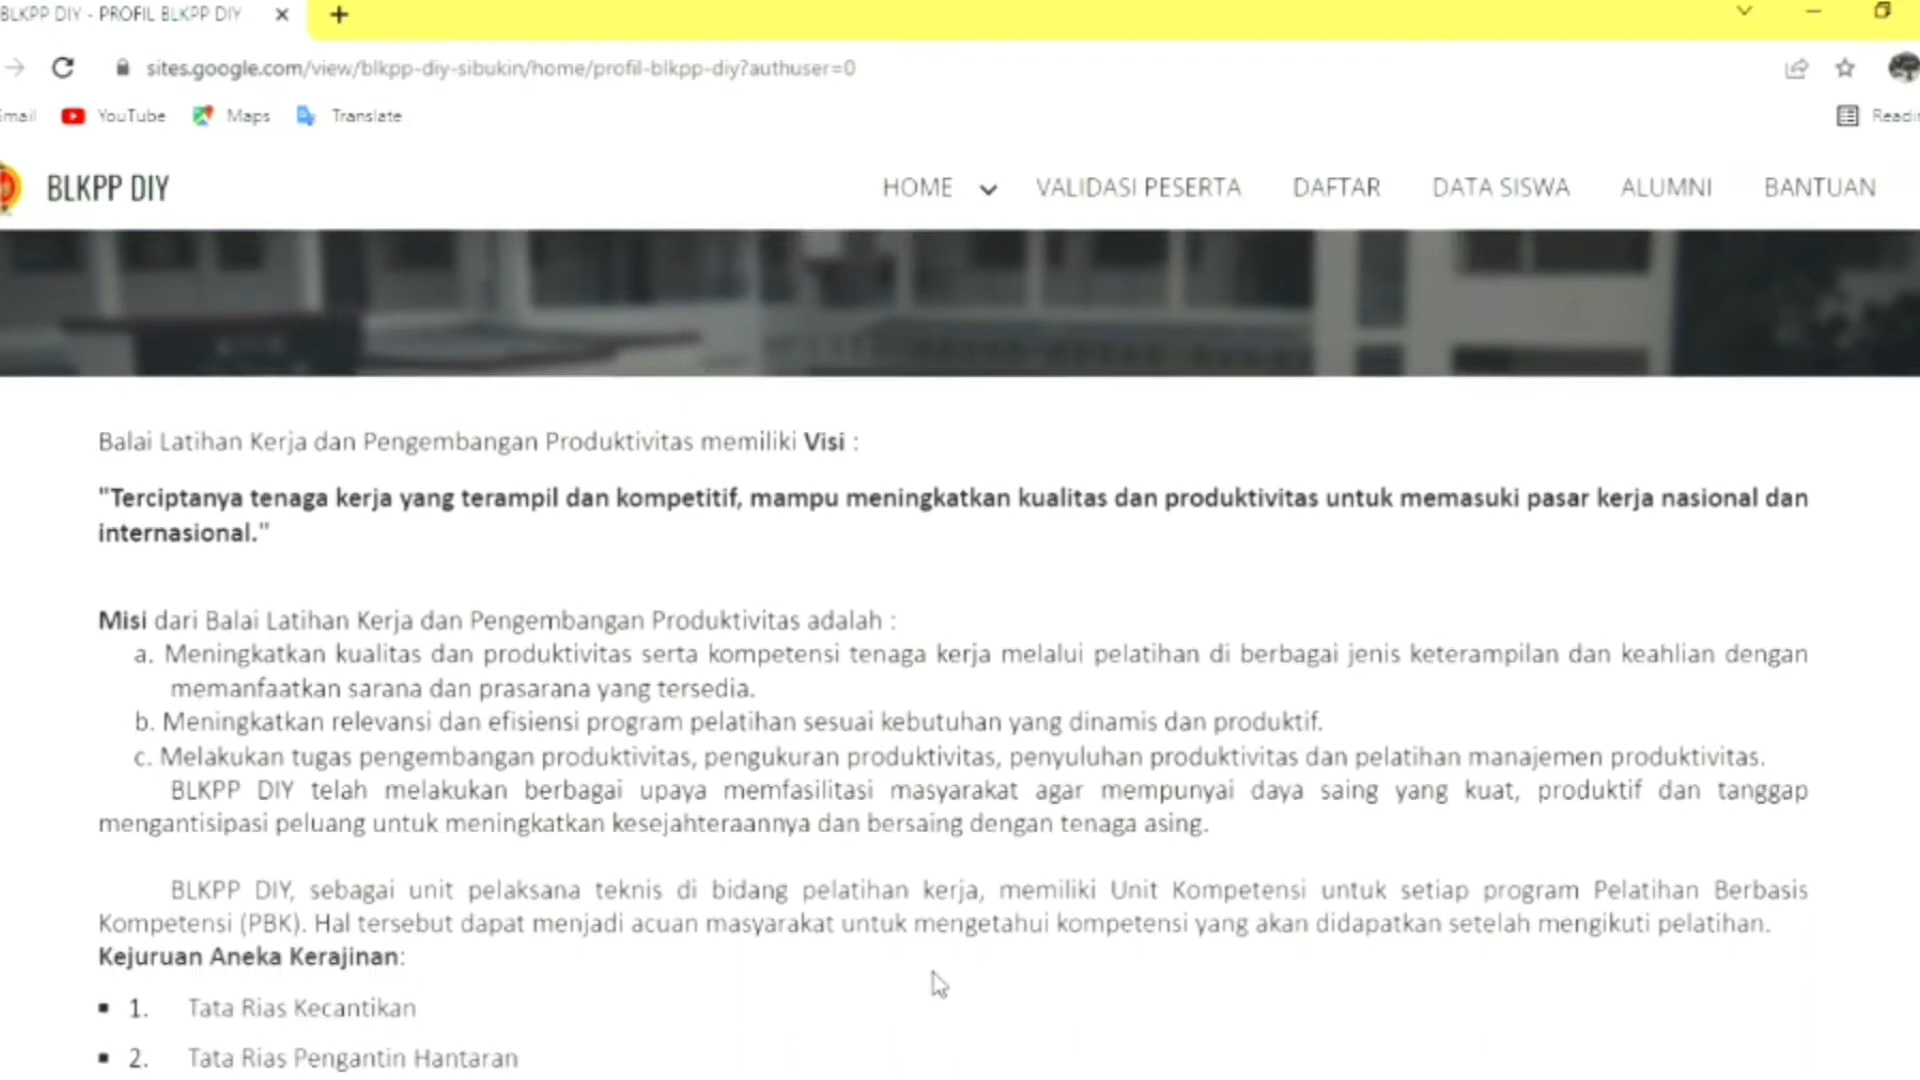 BLKPP DIY - PROFIL BLKPP DIY
sites.google.com/view/blkpp-diy-sibukin/home/profil-blkpp-diy?authuser=0
YouTube Maps Translate
BLKPP DIY HOME VALIDASI PESERTA DAFTAR DATA SISWA ALUMNI BANTUAN
Balai Latihan Kerja dan Pengembangan Produktivitas memiliki Visi :
"Terciptanya tenaga kerja yang terampil dan kompetitif, mampu meningkatkan kualitas dan produktivitas untuk memasuki pasar kerja nasional dan
internasional."
Misi dari Balai Latihan Kerja dan Pengembangan Produktivitas adalah :
a. Meningkatkan kualitas dan produktivitas serta kompetensi tenaga kerja melalui pelatihan di berbagai jenis keterampilan dan keahlian dengan
memanfaatkan sarana dan prasarana yang tersedia.
b. Meningkatkan relevansi dan efisiensi program pelatihan sesuai kebutuhan yang dinamis dan produktif.
c. Melakukan tugas pengembangan produktivitas, pengukuran produktivitas, penyuluhan produktivitas dan pelatihan manajemen produktivitas.
BLKPP DIY telah melakukan berbagai upaya memfasilitasi masyarakat agar mempunyai daya saing yang kuat, produktif dan tanggap
mengantisipasi peluang untuk meningkatkan kesejahteraannya dan bersaing dengan tenaga asing.
BLKPP DIY, sebagai unit pelaksana teknis di bidang pelatihan kerja, memiliki Unit Kompetensi untuk setiap program Pelatihan Berbasis
Kompetensi (PBK). Hal tersebut dapat menjadi acuan masyarakat untuk mengetahui kompetensi yang akan didapatkan setelah mengikuti pelatihan.
Kejuruan Aneka Kerajinan:
▪ 1. Tata Rias Kecantikan
▪ 2. Tata Rias Pengantin Hantaran